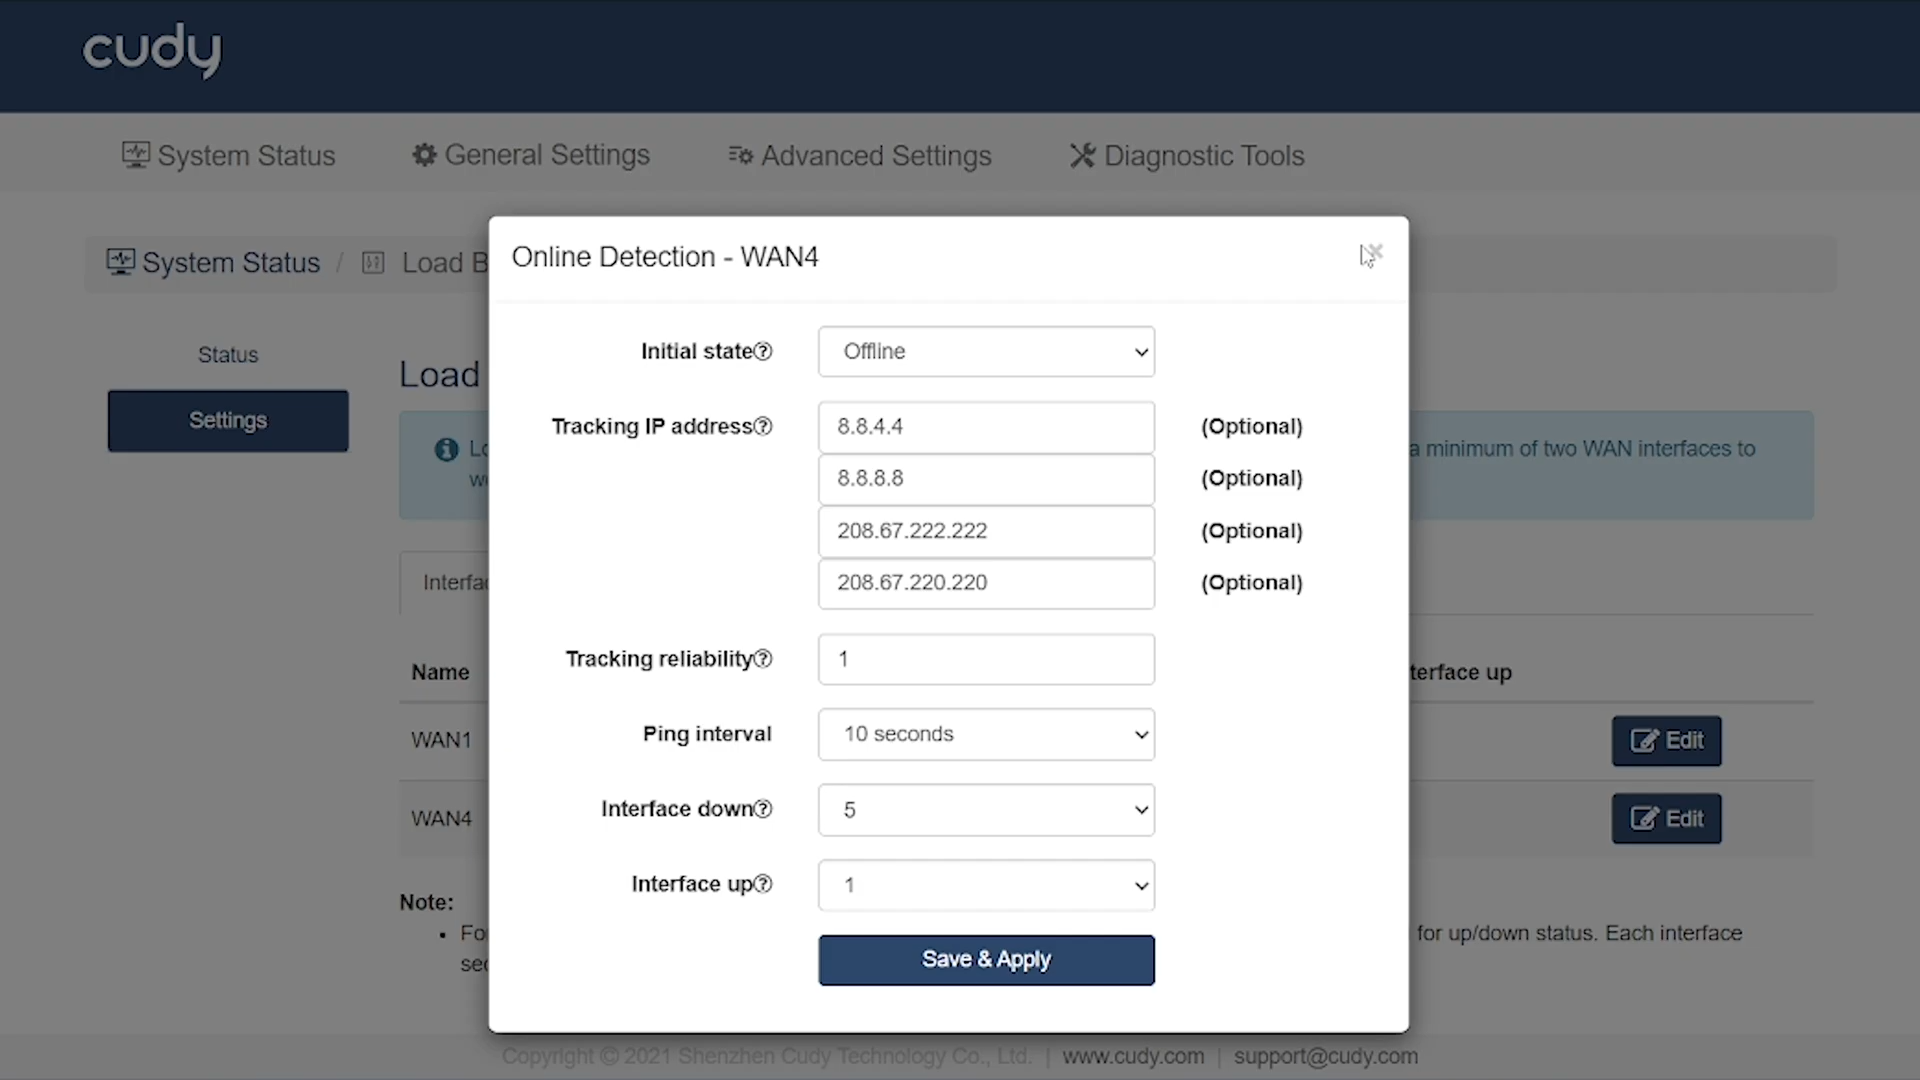 cudy
System Status General Settings Advanced Settings Diagnostic Tools
System Status / Load B
Status
Settings
Load
a minimum of two WAN interfaces to
Name
terface up
WAN1
Edit
WAN4
Edit
Note:
for up/down status. Each interface
Online Detection - WAN4
Initial state Offline
Tracking IP address 8.8.4.4 (Optional)
8.8.8.8 (Optional)
208.67.222.222 (Optional)
208.67.220.220 (Optional)
Tracking reliability 1
Ping interval 10 seconds
Interface down 5
Interface up 1
Save & Apply
Copyright © 2021 Shenzhen Cudy Technology Co., Ltd. | www.cudy.com | support@cudy.com